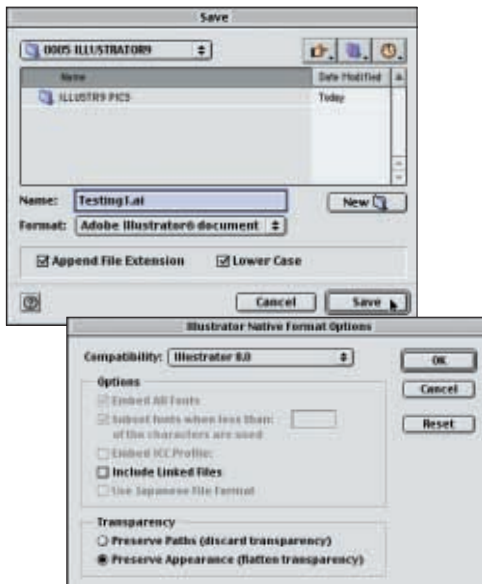 Save
0005 ILLUSTRATOR9
Name Date Modified
ILLUSTR9 PICS Today
Name: Testing1.ai New
Format: Adobe Illustrator® document
Append File Extension Lower Case
Cancel Save
Illustrator Native Format Options
Compatibility: Illustrator 8.0 OK
Options Cancel
Embed All Fonts
Subset fonts when less than: Reset
of the characters are used
Embed ICC Profile:
Include Linked Files
Use Japanese File Format
Transparency
Preserve Paths (discard transparency)
Preserve Appearance (flatten transparency)